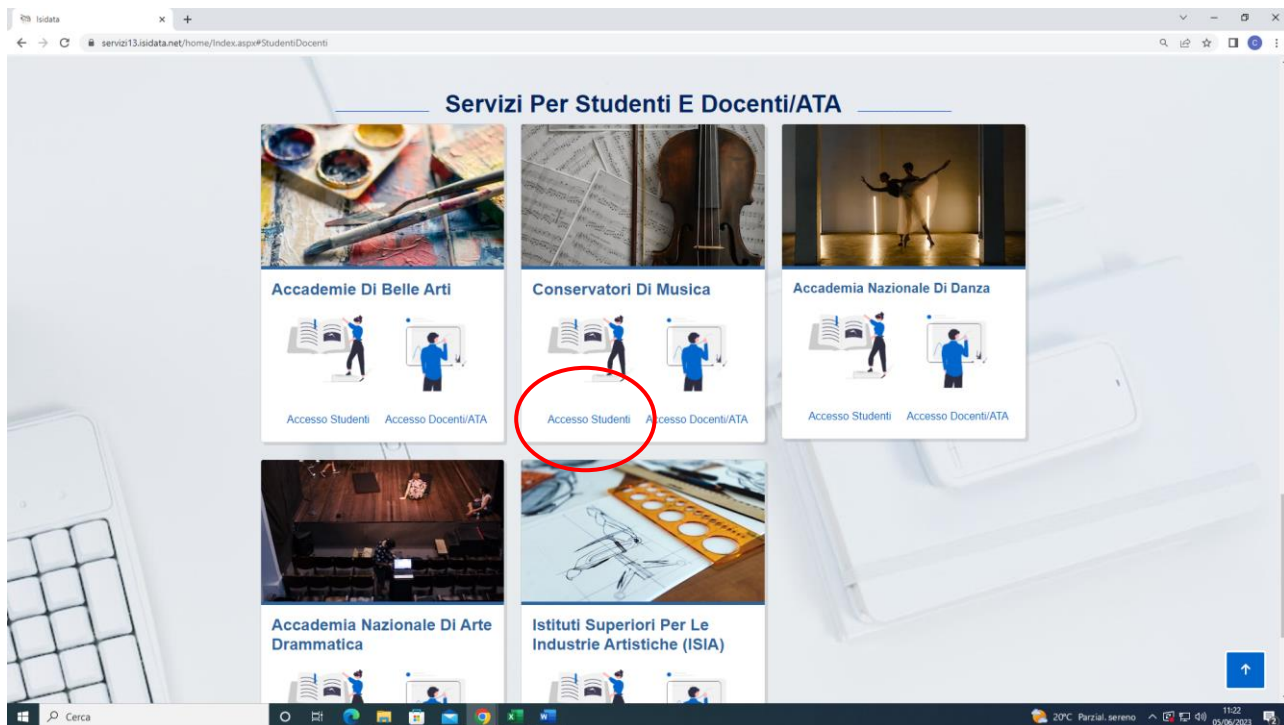 Isidata
servizi13.isidata.net/home/Index.aspx#StudentiDocenti
C
Servizi Per Studenti E Docenti/ATA
Accademie Di Belle Arti
Accesso Studenti Accesso Docenti/ATA
Conservatori Di Musica
Accesso Studenti Accesso Docenti/ATA
Accademia Nazionale Di Danza
Accesso Studenti Accesso Docenti/ATA
Accademia Nazionale Di Arte
Drammatica
Istituti Superiori Per Le
Industrie Artistiche (ISIA)
Cerca
20°C Parzial. sereno
11:22
05/06/2023